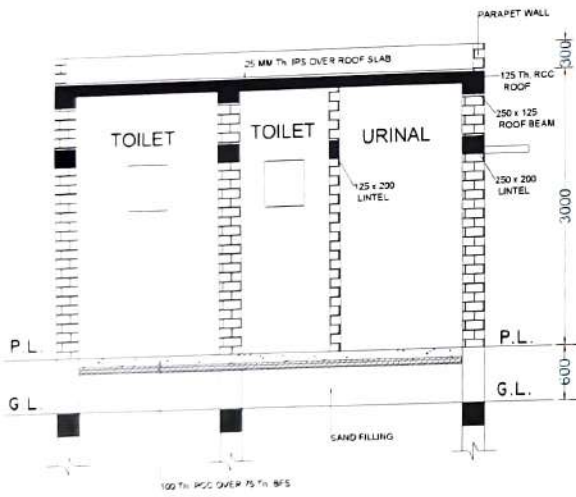 PARAPET WALL
300
25 MM Th. IPS OVER ROOF SLAB
125 Th. RCC
ROOF
250 x 125
ROOF BEAM
TOILET
TOILET
URINAL
125 x 200
LINTEL
250 x 200
LINTEL
3000
P.L.
P.L.
600
G.L.
G.L.
SAND FILLING
100 Th. PCC OVER 75 Th. BFS